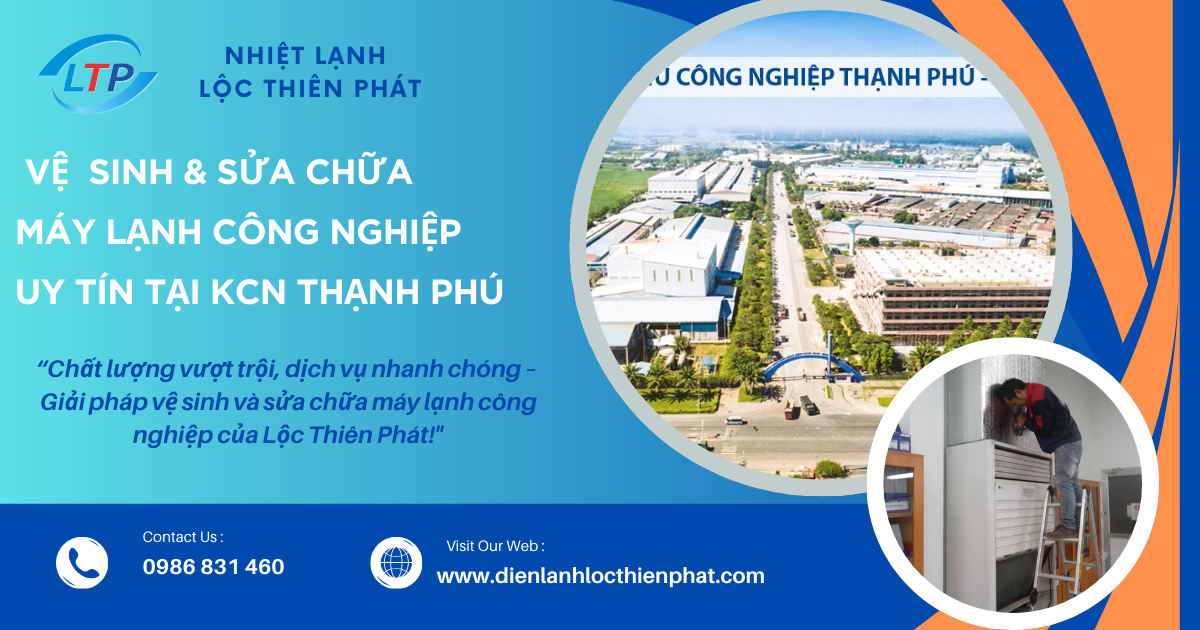 LTP
NHIỆT LẠNH
LỘC THIÊN PHÁT
VỆ SINH & SỬA CHỮA
MÁY LẠNH CÔNG NGHIỆP
UY TÍN TẠI KCN THẠNH PHÚ
“Chất lượng vượt trội, dịch vụ nhanh chóng –
Giải pháp vệ sinh và sửa chữa máy lạnh công
nghiệp của Lộc Thiên Phát!"
CÔNG NGHIỆP THẠNH PHÚ -
Contact Us :
0986 831 460
Visit Our Web :
www.dienlanhlocthienphat.com